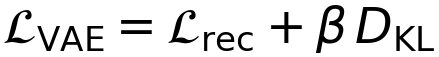 ℒ_VAE = ℒ_rec + β D_KL